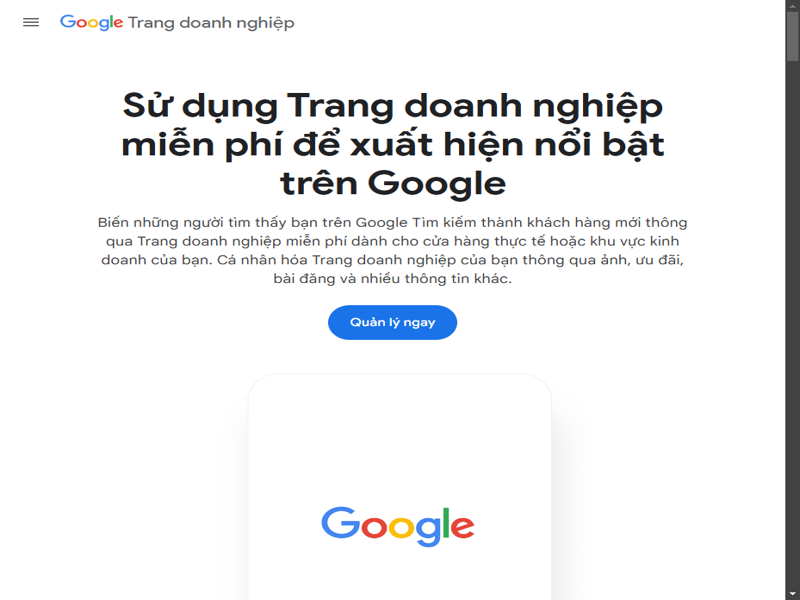 Google Trang doanh nghiệp
Sử dụng Trang doanh nghiệp
miễn phí để xuất hiện nổi bật
trên Google
Biến những người tìm thấy bạn trên Google Tìm kiếm thành khách hàng mới thông
qua Trang doanh nghiệp miễn phí dành cho cửa hàng thực tế hoặc khu vực kinh
doanh của bạn. Cá nhân hóa Trang doanh nghiệp của bạn thông qua ảnh, ưu đãi,
bài đăng và nhiều thông tin khác.
Quản lý ngay
Google